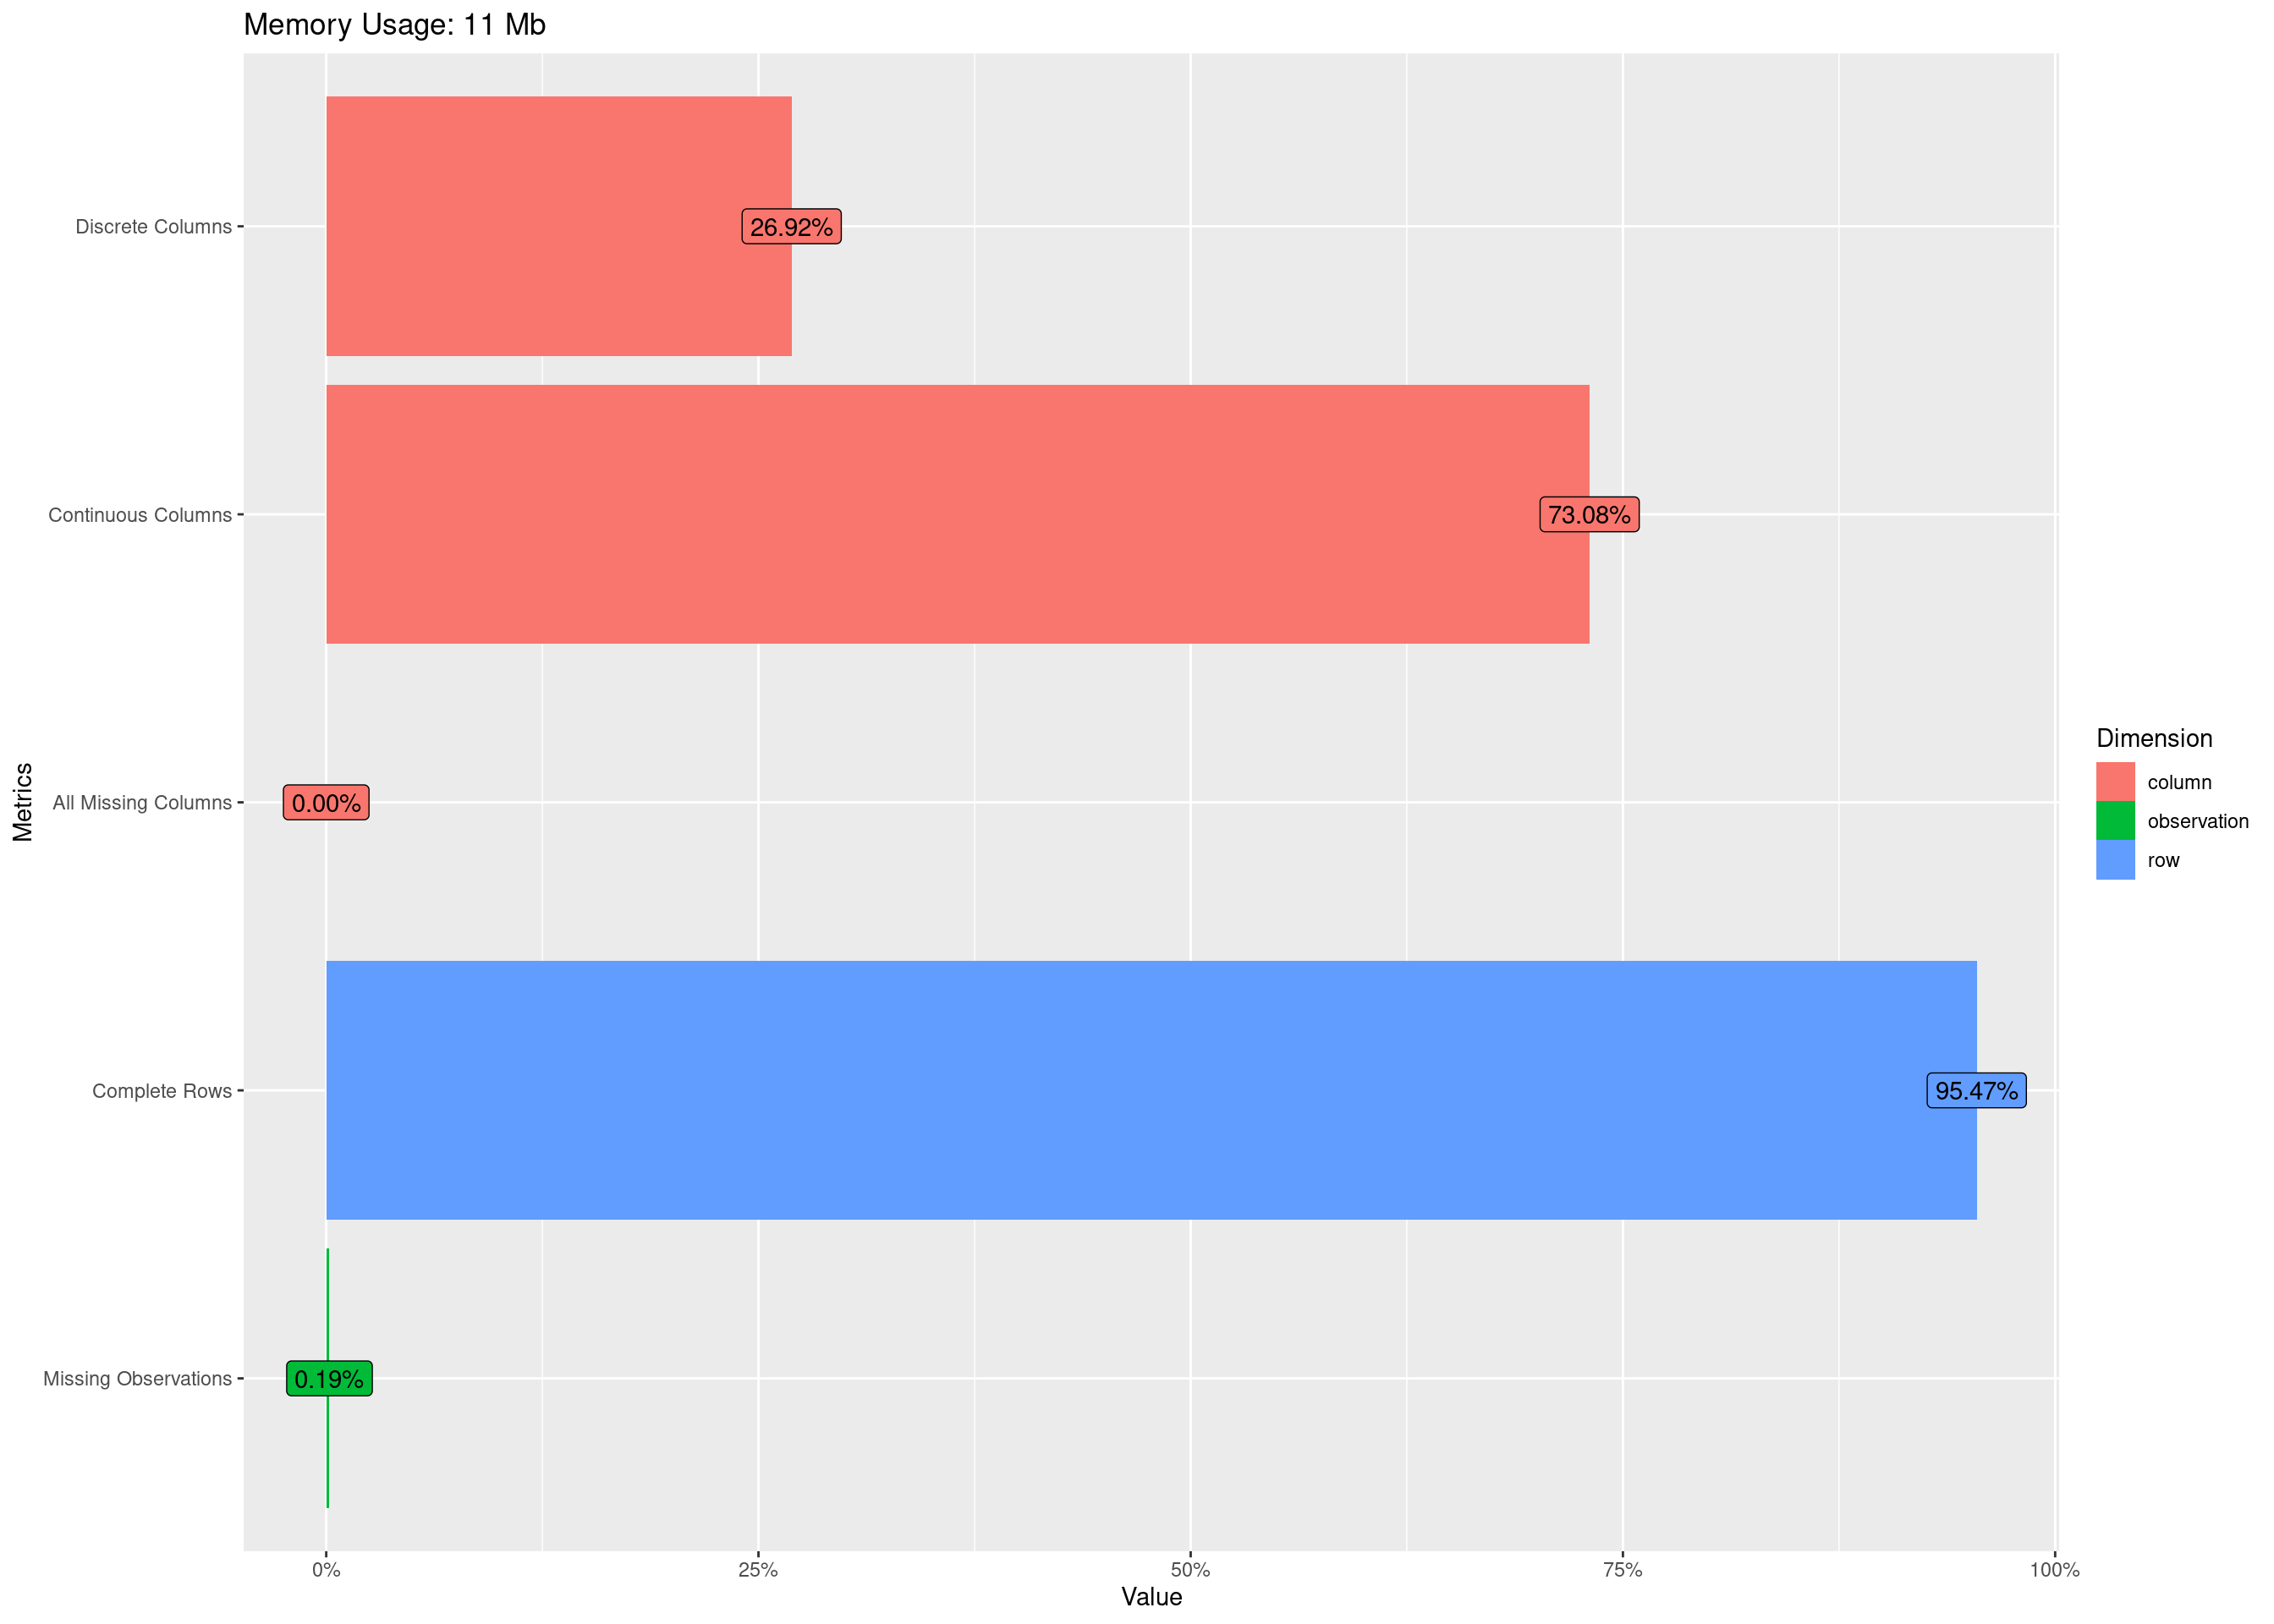 Memory Usage: 11 Mb
Discrete Columns
26.92%
Continuous Columns
73.08%
All Missing Columns
0.00%
Complete Rows
95.47%
Missing Observations
0.19%
Metrics
0%
25%
50%
75%
100%
Value
Dimension
column
observation
row